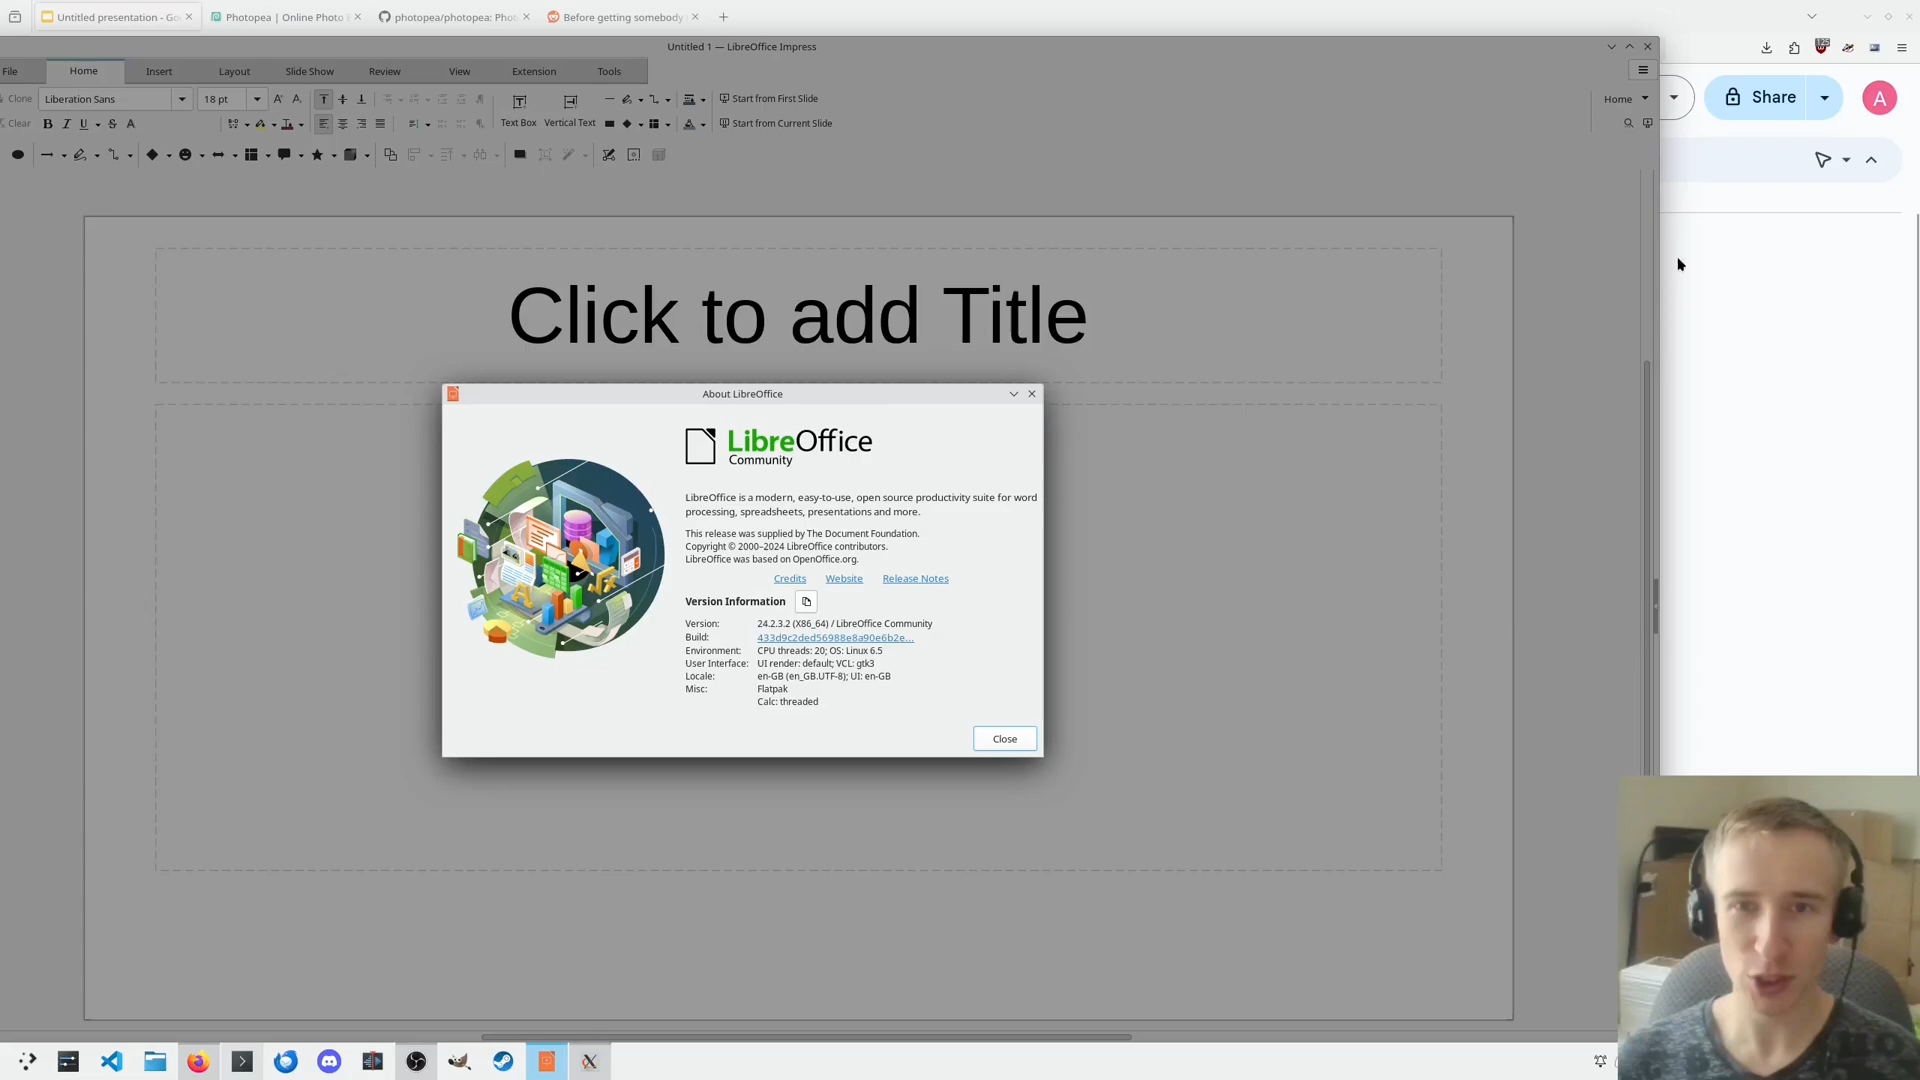 Untitled presentation - Go
Photopea | Online Photo E
photopea/photopea: Phot
Before getting somebody
Untitled 1 — LibreOffice Impress
File
Home
Insert
Layout
Slide Show
Review
View
Extension
Tools
Clone
Liberation Sans
18 pt
Start from First Slide
Home
Share
A
Clear
Text Box
Vertical Text
Start from Current Slide
Click to add Title
About LibreOffice
LibreOffice
Community
LibreOffice is a modern, easy-to-use, open source productivity suite for word
processing, spreadsheets, presentations and more.
This release was supplied by The Document Foundation.
Copyright © 2000–2024 LibreOffice contributors.
LibreOffice was based on OpenOffice.org.
Credits
Website
Release Notes
Version Information
Version: 24.2.3.2 (X86_64) / LibreOffice Community
Build: 433d9c2ded56988e8a90e6b2e...
Environment: CPU threads: 20; OS: Linux 6.5
User Interface: UI render: default; VCL: gtk3
Locale: en-GB (en_GB.UTF-8); UI: en-GB
Misc: Flatpak
Calc: threaded
Close